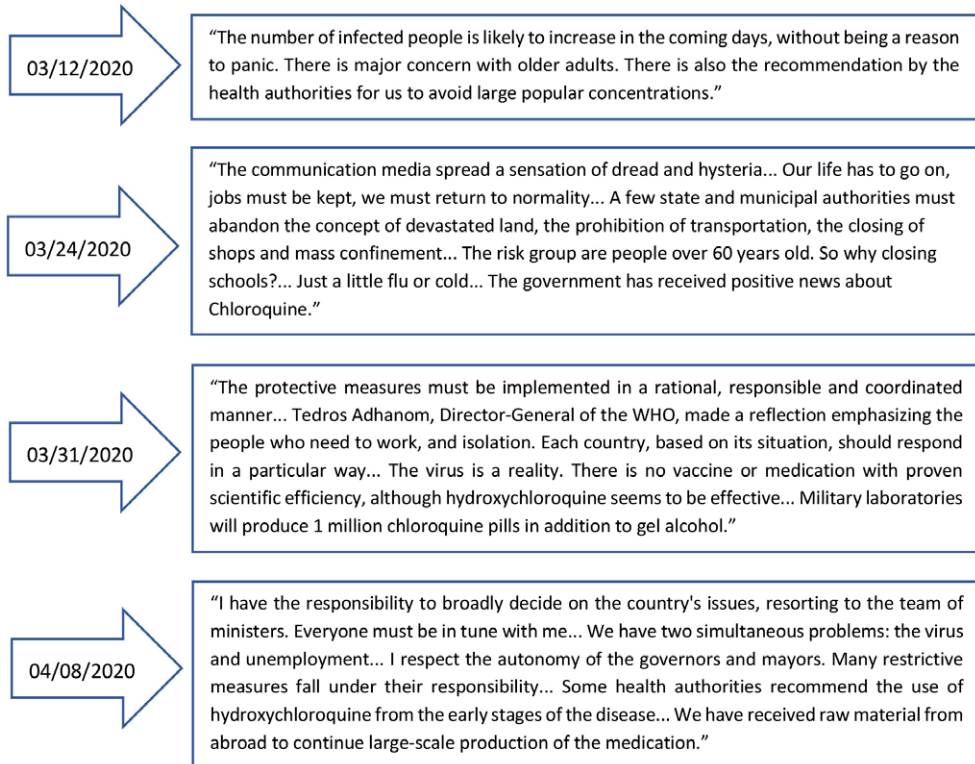 03/12/2020
“The number of infected people is likely to increase in the coming days, without being a reason
to panic. There is major concern with older adults. There is also the recommendation by the
health authorities for us to avoid large popular concentrations.”
03/24/2020
“The communication media spread a sensation of dread and hysteria... Our life has to go on,
jobs must be kept, we must return to normality... A few state and municipal authorities must
abandon the concept of devastated land, the prohibition of transportation, the closing of
shops and mass confinement... The risk group are people over 60 years old. So why closing
schools?... Just a little flu or cold... The government has received positive news about
Chloroquine.”
03/31/2020
“The protective measures must be implemented in a rational, responsible and coordinated
manner... Tedros Adhanom, Director-General of the WHO, made a reflection emphasizing the
people who need to work, and isolation. Each country, based on its situation, should respond
in a particular way... The virus is a reality. There is no vaccine or medication with proven
scientific efficiency, although hydroxychloroquine seems to be effective... Military laboratories
will produce 1 million chloroquine pills in addition to gel alcohol.”
04/08/2020
“I have the responsibility to broadly decide on the country's issues, resorting to the team of
ministers. Everyone must be in tune with me... We have two simultaneous problems: the virus
and unemployment... I respect the autonomy of the governors and mayors. Many restrictive
measures fall under their responsibility... Some health authorities recommend the use of
hydroxychloroquine from the early stages of the disease... We have received raw material from
abroad to continue large-scale production of the medication.”